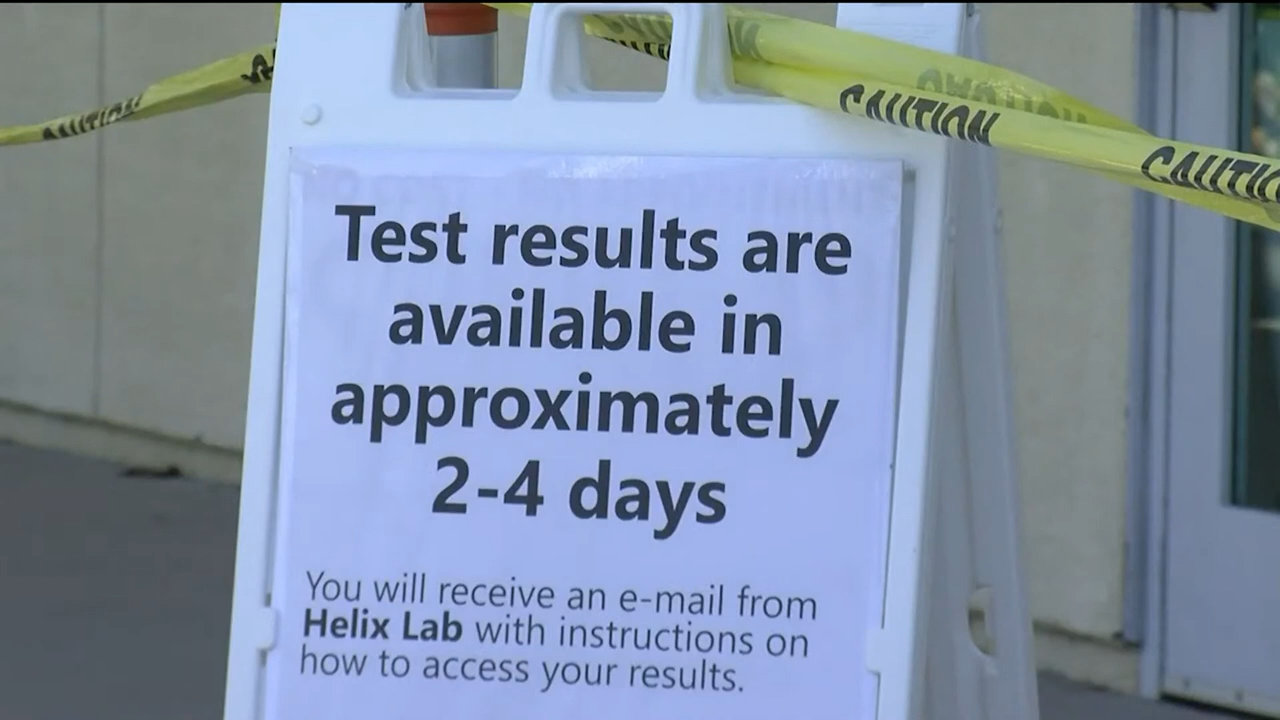 CAUTION
CAUTION
CAUTIO
Test results are
available in
approximately
2-4 days
You will receive an e-mail from
Helix Lab with instructions on
how to access your results.